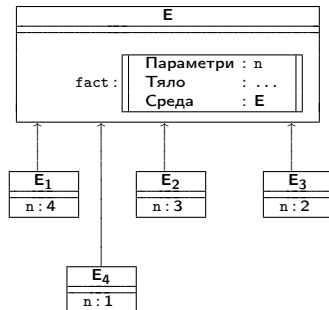 E
Параметри : n
fact : Тяло : ...
Среда : E
E₁
n : 4
E₂
n : 3
E₃
n : 2
E₄
n : 1